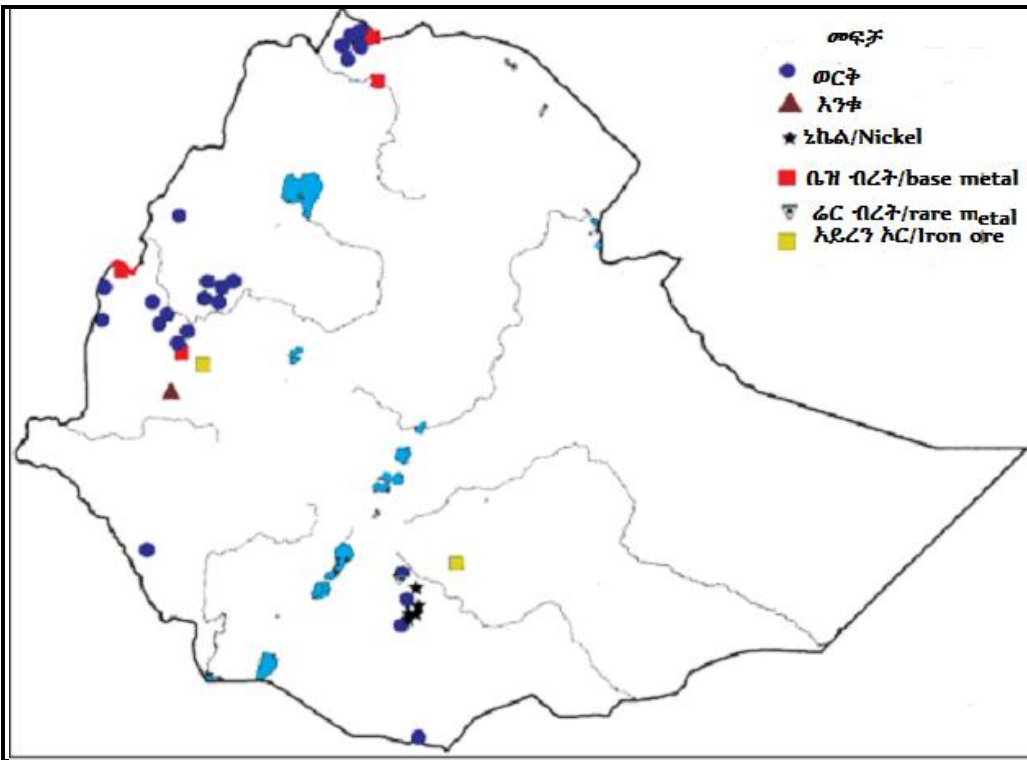 መፍቻ
ወርቅ
እንቁ
ኒኬል/Nickel
ቤዝ ብረት/base metal
ሬር ብረት/rare metal
አይረን ኦር/Iron ore